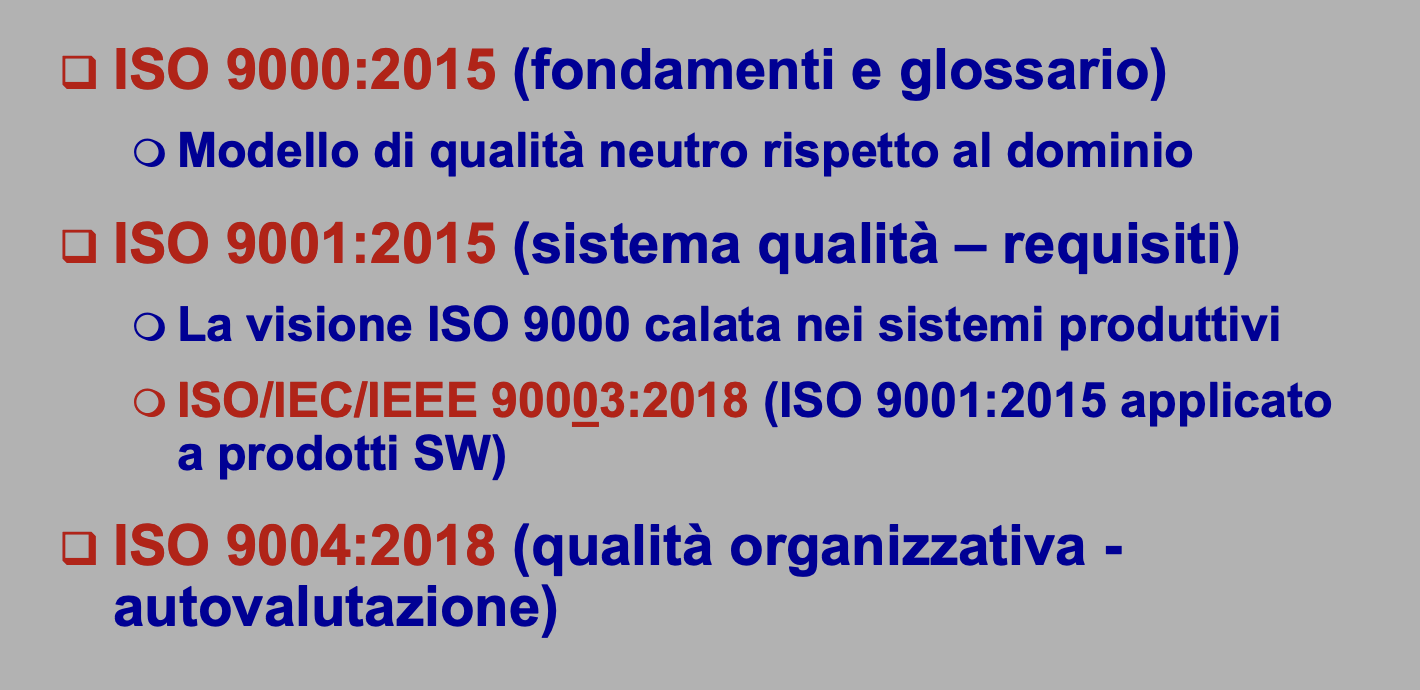 ISO 9000:2015 (fondamenti e glossario)
Modello di qualità neutro rispetto al dominio
ISO 9001:2015 (sistema qualità – requisiti)
La visione ISO 9000 calata nei sistemi produttivi
ISO/IEC/IEEE 90003:2018 (ISO 9001:2015 applicato
a prodotti SW)
ISO 9004:2018 (qualità organizzativa -
autovalutazione)